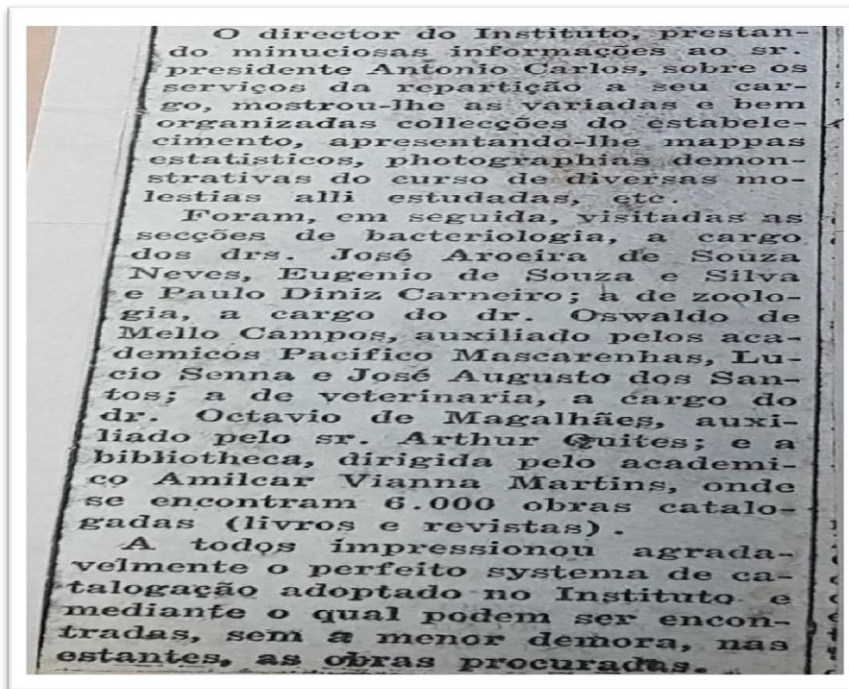 O director do Instituto, prestan-
do minuciosas informações ao sr.
presidente Antonio Carlos, sobre os
serviços da repartição a seu car-
go, mostrou-lhe as variadas e bem
organizadas collecções do estabele-
cimento, apresentando-lhe mappas
estatisticos, photographias demon-
strativas do curso de diversas mo-
lestias alli estudadas, etc.
Foram, em seguida, visitadas as
secções de bacteriologia, a cargo
dos drs. José Aroeira de Souza
Neves, Eugenio de Souza e Silva
e Paulo Diniz Carneiro; a de zoolo-
gia, a cargo do dr. Oswaldo de
Mello Campos, auxiliado pelos aca-
demicos Pacifico Mascarenhas, Lu-
cio Senna e José Augusto dos San-
tos; a de veterinaria, a cargo do
dr. Octavio de Magalhães, auxi-
liado pelo sr. Arthur Quites; e a
bibliotheca, dirigida pelo academi-
co Amilcar Vianna Martins, onde
se encontram 6.000 obras catalo-
gadas (livros e revistas).
A todos impressionou agrada-
velmente o perfeito systema de ca-
talogação adoptado no Instituto e
mediante o qual podem ser encon-
tradas, sem a menor demora, nas
estantes, as obras procuradas.